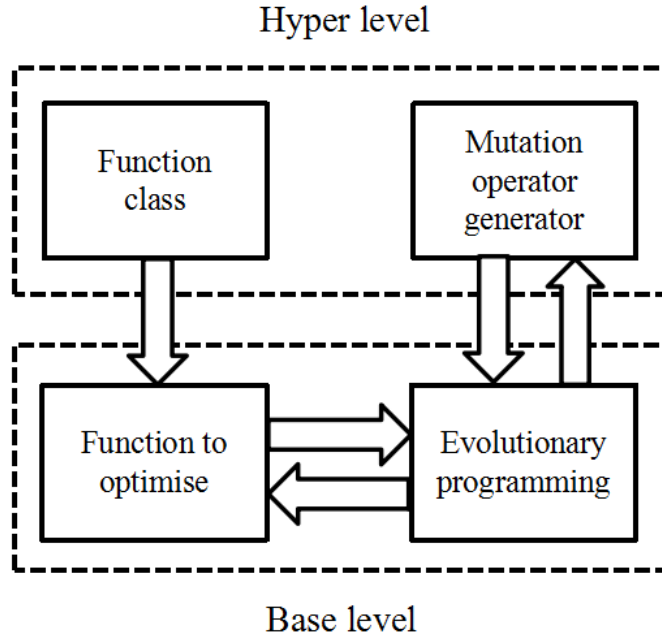 Hyper level
Function
class
Mutation
operator
generator
Function to
optimise
Evolutionary
programming
Base level